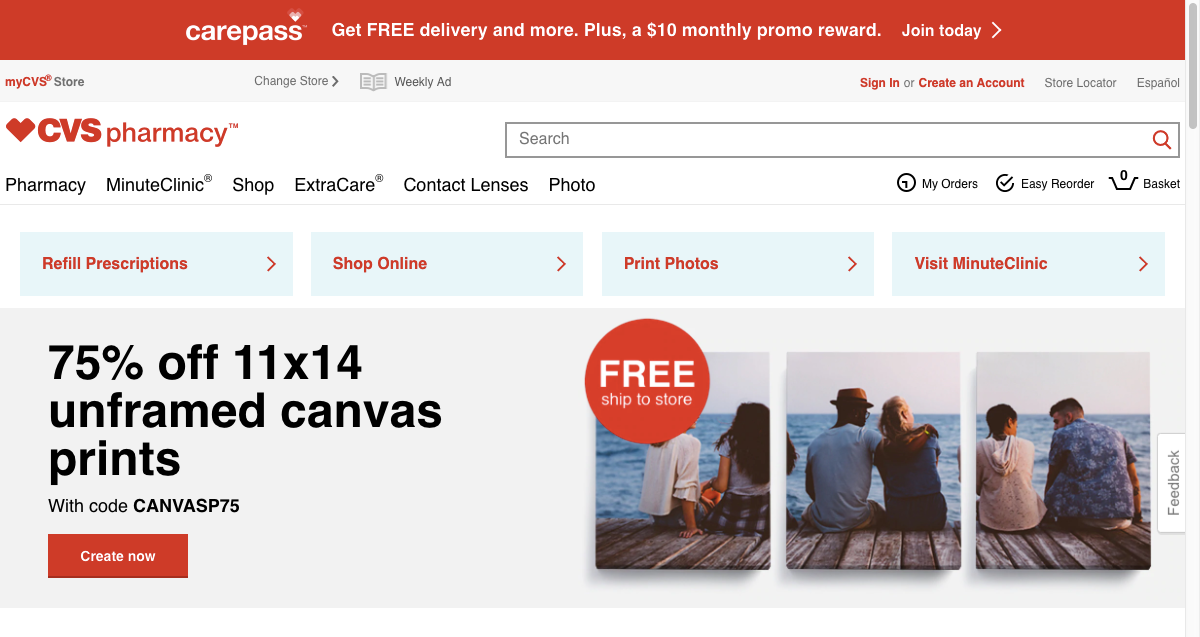 carepass™ Get FREE delivery and more. Plus, a $10 monthly promo reward. Join today
myCVS® Store Change Store Weekly Ad Sign In or Create an Account Store Locator Español
CVS pharmacy™ Search
Pharmacy MinuteClinic® Shop ExtraCare® Contact Lenses Photo My Orders Easy Reorder 0 Basket
Refill Prescriptions Shop Online Print Photos Visit MinuteClinic
75% off 11x14
unframed canvas
prints
With code CANVASP75
Create now
FREE
ship to store
Feedback